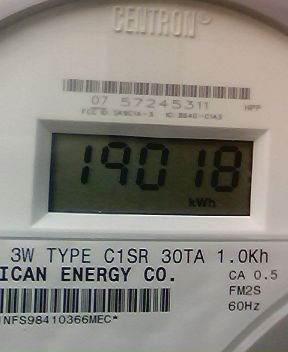 CENTRON
07 57245311 HPP
19018
kWh
3W TYPE C1SR 30TA 1.0Kh
ICAN ENERGY CO. CA 0.5
FM2S
60Hz
NFS98410366MEC*